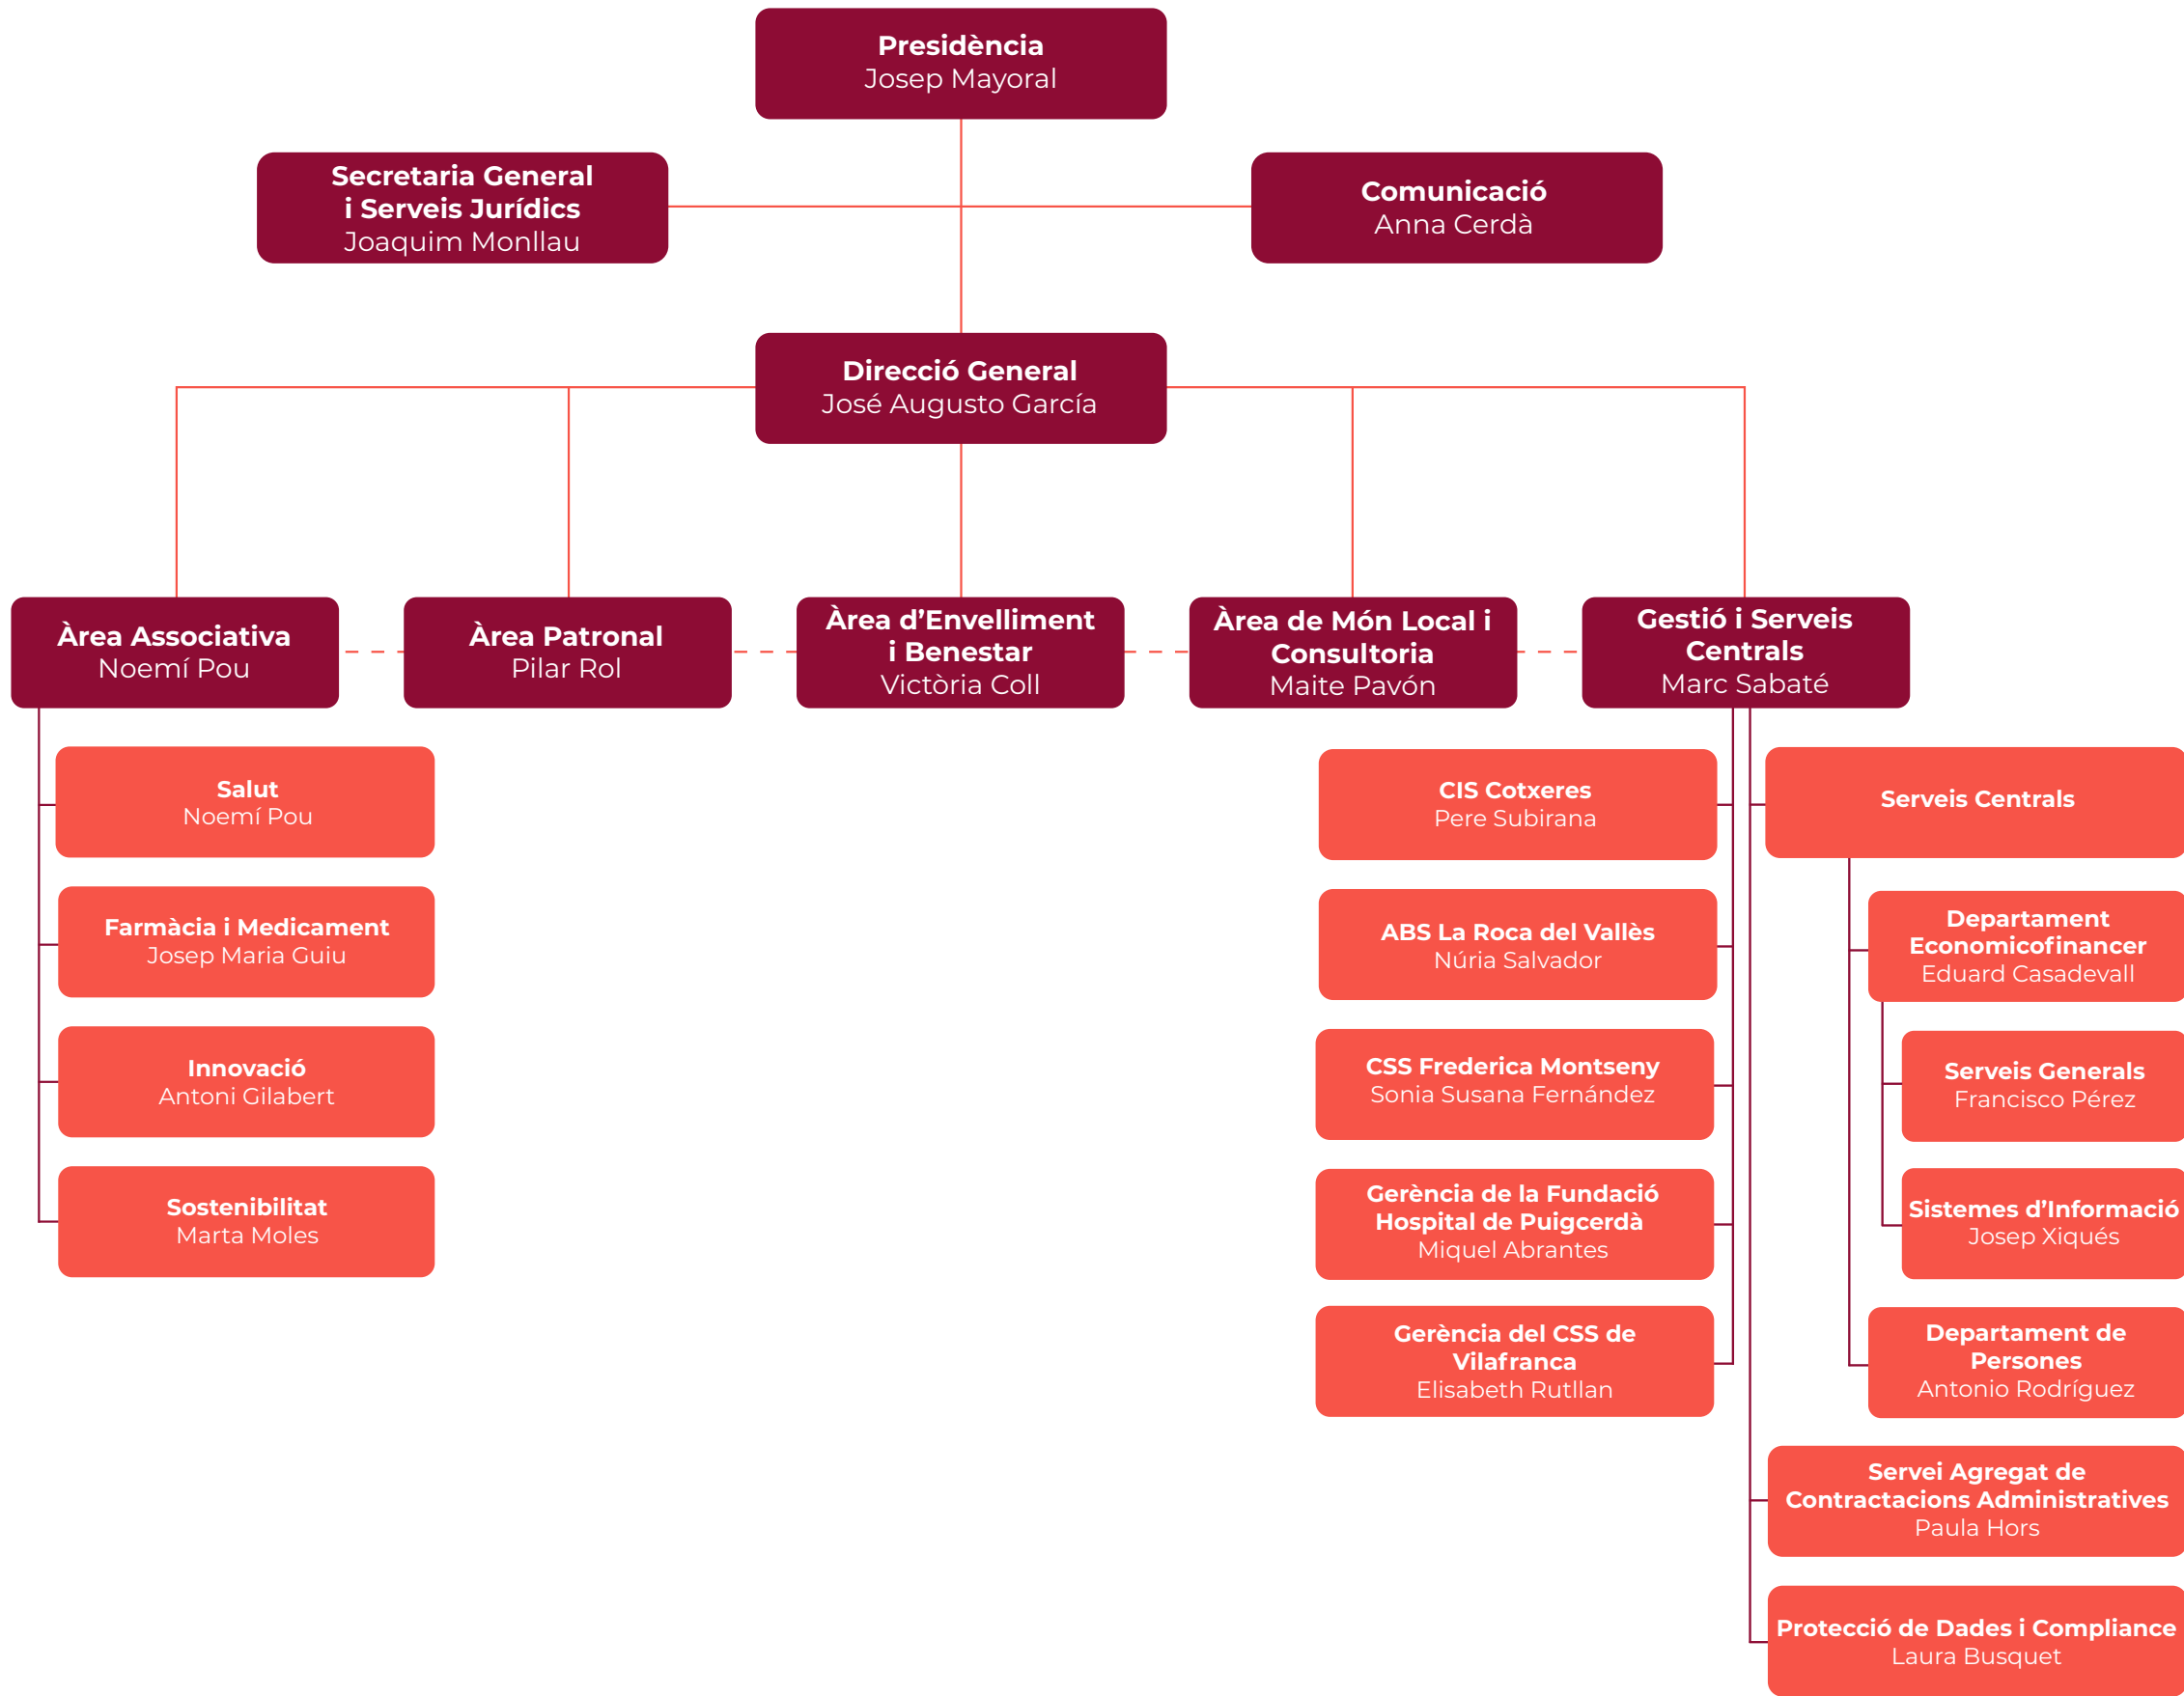 Presidència
Josep Mayoral
Secretaria General
i Serveis Jurídics
Joaquim Monllau
Comunicació
Anna Cerdà
Direcció General
José Augusto García
Àrea Associativa
Noemí Pou
Àrea Patronal
Pilar Rol
Àrea d’Envelliment
i Benestar
Victòria Coll
Àrea de Món Local i
Consultoria
Maite Pavón
Gestió i Serveis
Centrals
Marc Sabaté
Salut
Noemí Pou
Farmàcia i Medicament
Josep Maria Guiu
Innovació
Antoni Gilabert
Sostenibilitat
Marta Moles
CIS Cotxeres
Pere Subirana
ABS La Roca del Vallès
Núria Salvador
CSS Frederica Montseny
Sonia Susana Fernández
Gerència de la Fundació
Hospital de Puigcerdà
Miquel Abrantes
Gerència del CSS de
Vilafranca
Elisabeth Rutllan
Serveis Centrals
Departament
Economicofinancer
Eduard Casadevall
Serveis Generals
Francisco Pérez
Sistemes d’Informació
Josep Xiqués
Departament de
Persones
Antonio Rodríguez
Servei Agregat de
Contractacions Administratives
Paula Hors
Protecció de Dades i Compliance
Laura Busquet